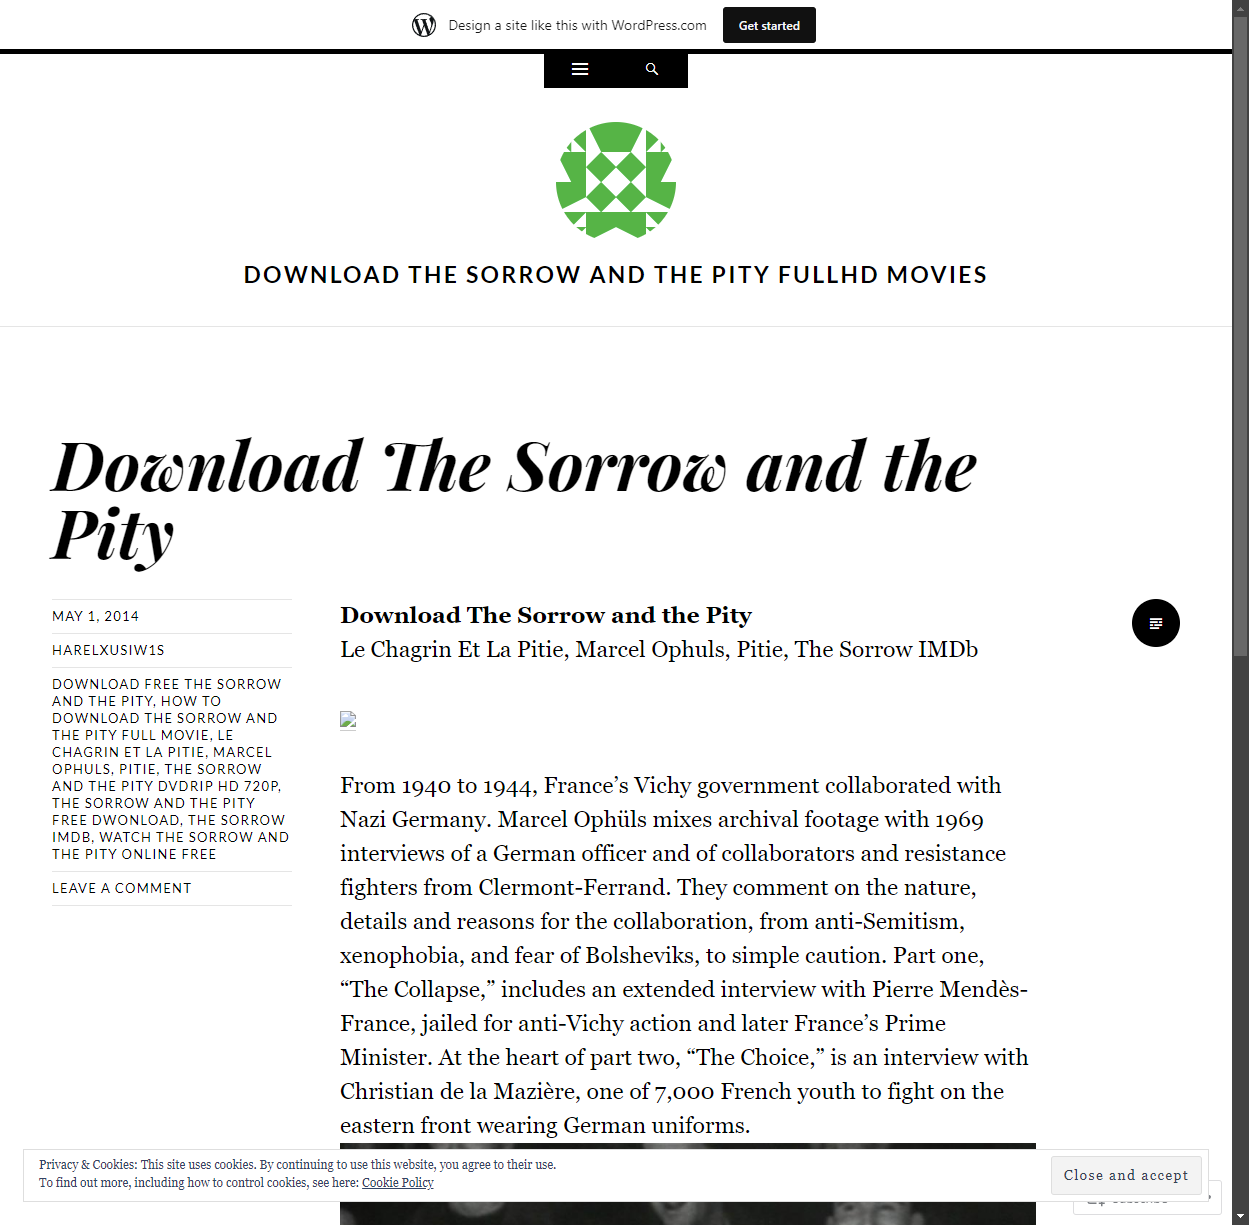 Design a site like this with WordPress.com
Get started
DOWNLOAD THE SORROW AND THE PITY FULLHD MOVIES
Download The Sorrow and the
Pity
MAY 1, 2014
HARELXUSIW1S
DOWNLOAD FREE THE SORROW
AND THE PITY, HOW TO
DOWNLOAD THE SORROW AND
THE PITY FULL MOVIE, LE
CHAGRIN ET LA PITIE, MARCEL
OPHULS, PITIE, THE SORROW
AND THE PITY DVDRIP HD 720P,
THE SORROW AND THE PITY
FREE DWONLOAD, THE SORROW
IMDB, WATCH THE SORROW AND
THE PITY ONLINE FREE
LEAVE A COMMENT
Download The Sorrow and the Pity
Le Chagrin Et La Pitie, Marcel Ophuls, Pitie, The Sorrow IMDb
From 1940 to 1944, France’s Vichy government collaborated with
Nazi Germany. Marcel Ophüls mixes archival footage with 1969
interviews of a German officer and of collaborators and resistance
fighters from Clermont-Ferrand. They comment on the nature,
details and reasons for the collaboration, from anti-Semitism,
xenophobia, and fear of Bolsheviks, to simple caution. Part one,
“The Collapse,” includes an extended interview with Pierre Mendès-
France, jailed for anti-Vichy action and later France’s Prime
Minister. At the heart of part two, “The Choice,” is an interview with
Christian de la Mazière, one of 7,000 French youth to fight on the
eastern front wearing German uniforms.
Privacy & Cookies: This site uses cookies. By continuing to use this website, you agree to their use.
To find out more, including how to control cookies, see here: Cookie Policy
Close and accept